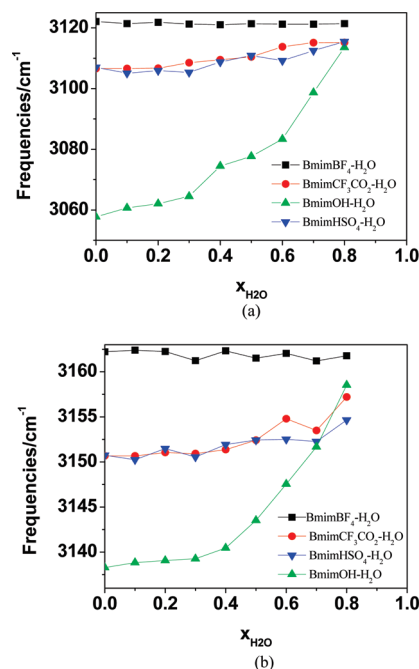 3120
3100
3080
3060
Frequencies/cm⁻¹
BmimBF₄-H₂O
BmimCF₃CO₂-H₂O
BmimOH-H₂O
BmimHSO₄-H₂O
0.0 0.2 0.4 0.6 0.8 1.0
x_H2O
(a)
3160
3155
3150
3145
3140
Frequencies/cm⁻¹
BmimBF₄-H₂O
BmimCF₃CO₂-H₂O
BmimHSO₄-H₂O
BmimOH-H₂O
0.0 0.2 0.4 0.6 0.8 1.0
x_H2O
(b)